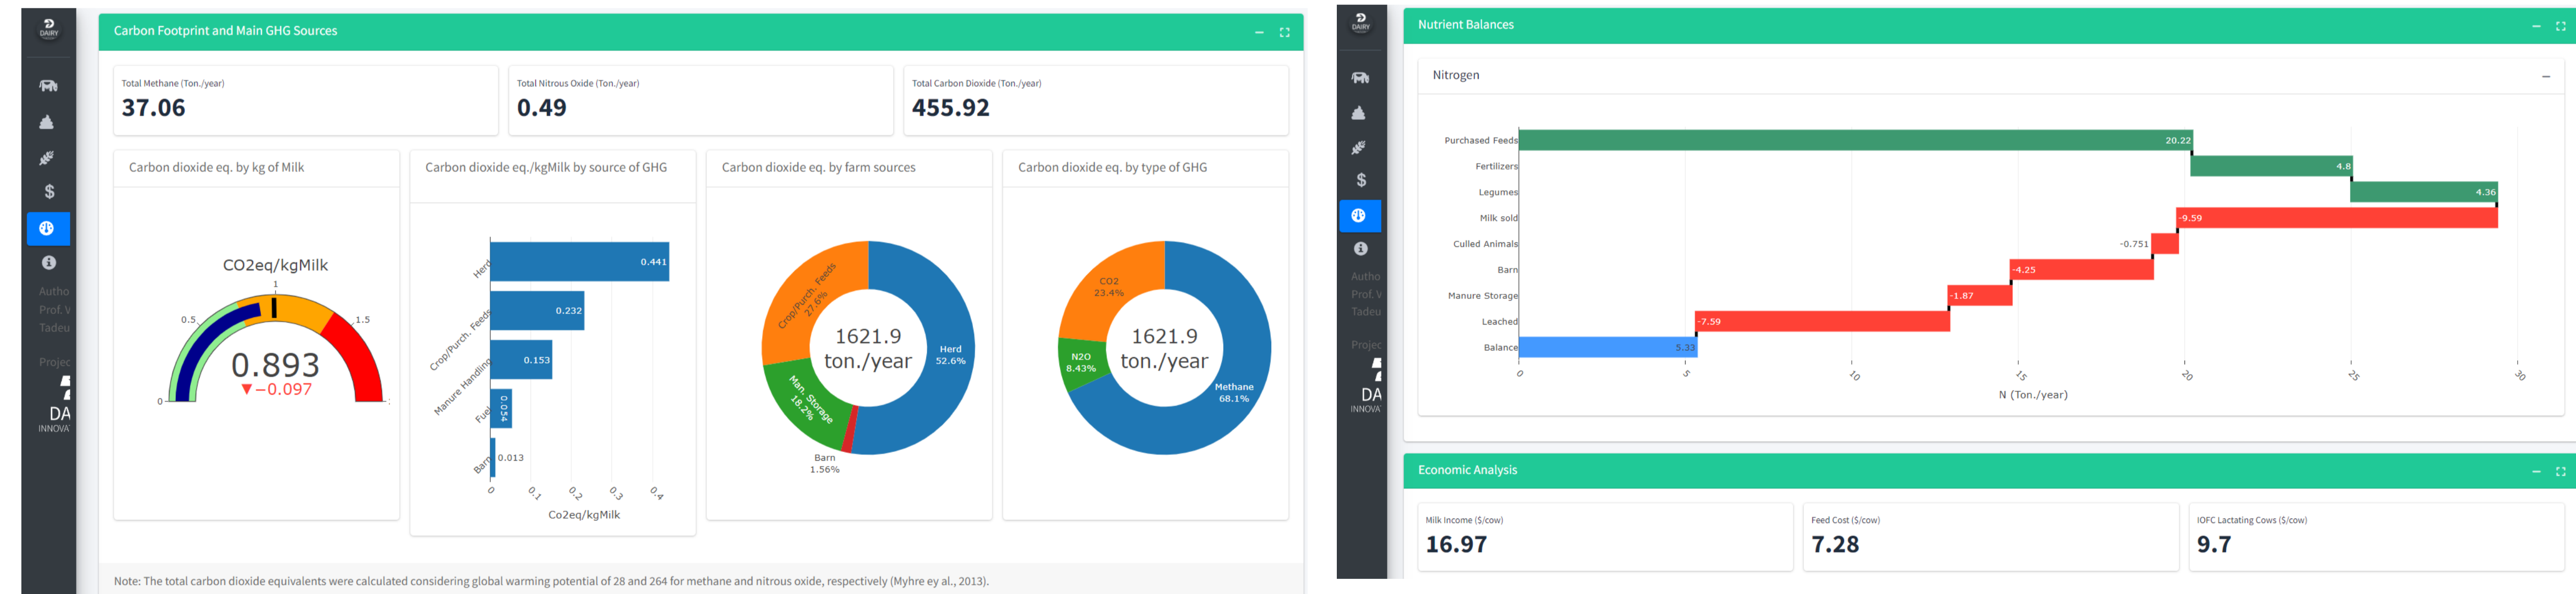 DAIRY
Carbon Footprint and Main GHG Sources
Total Methane (Ton./year)
37.06
Total Nitrous Oxide (Ton./year)
0.49
Total Carbon Dioxide (Ton./year)
455.92
Carbon dioxide eq. by kg of Milk
CO2eq/kgMilk
0
0.5
1
1.5
0.893
▼−0.097
Carbon dioxide eq./kgMilk by source of GHG
Herd
0.441
Crop/Purch. Feeds
0.232
Manure Handling
0.153
Fuel
0.054
Barn
0.013
0
0.1
0.2
0.3
0.4
Co2eq/kgMilk
Carbon dioxide eq. by farm sources
Crop/Purch. Feeds
27.6%
Herd
52.6%
Man. Storage
18.2%
Barn
1.56%
1621.9
ton./year
Carbon dioxide eq. by type of GHG
CO2
23.4%
N2O
8.43%
Methane
68.1%
1621.9
ton./year
Note: The total carbon dioxide equivalents were calculated considering global warming potential of 28 and 264 for methane and nitrous oxide, respectively (Myhre ey al., 2013).
Autho
Prof. V
Tadeu
Projec
DA
INNOVA
DAIRY
Nutrient Balances
Nitrogen
Purchased Feeds
20.22
Fertilizers
4.8
Legumes
4.36
Milk sold
-9.59
Culled Animals
-0.751
Barn
-4.25
Manure Storage
-1.87
Leached
-7.59
Balance
5.33
0
5
10
15
20
25
30
N (Ton./year)
Economic Analysis
Milk Income ($/cow)
16.97
Feed Cost ($/cow)
7.28
IOFC Lactating Cows ($/cow)
9.7
Autho
Prof. V
Tadeu
Projec
DA
INNOVA